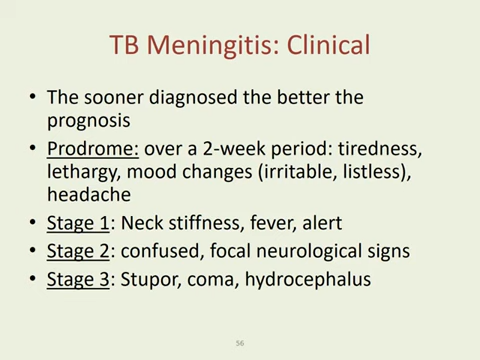 TB Meningitis: Clinical
• The sooner diagnosed the better the
prognosis
• Prodrome: over a 2-week period: tiredness,
lethargy, mood changes (irritable, listless),
headache
• Stage 1: Neck stiffness, fever, alert
• Stage 2: confused, focal neurological signs
• Stage 3: Stupor, coma, hydrocephalus
56